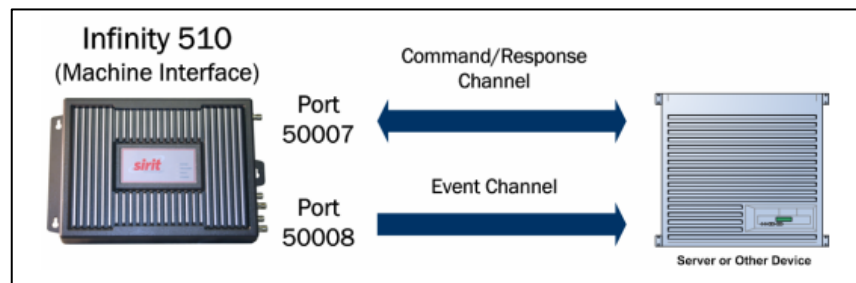 Infinity 510
(Machine Interface)
Command/Response
Channel
Port
50007
sirit
Event Channel
Port
50008
Server or Other Device